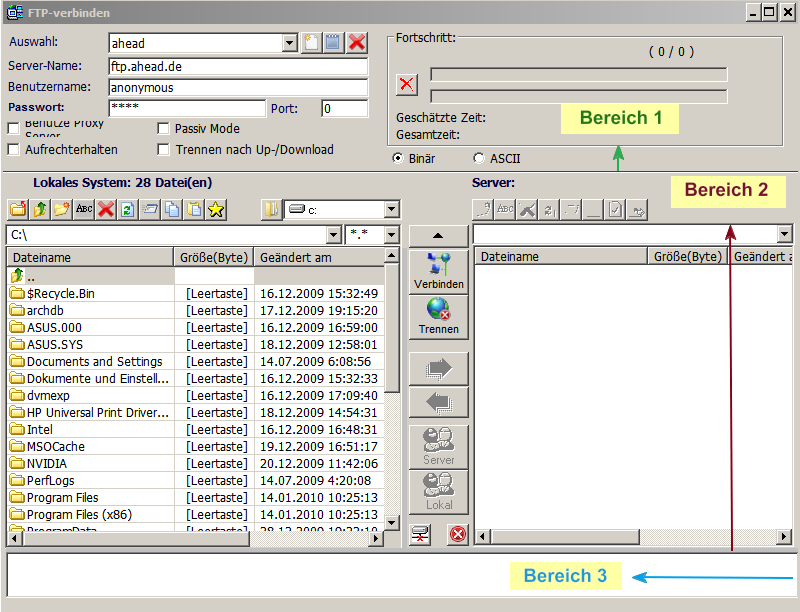 FTP-verbinden
Auswahl: ahead
Server-Name: ftp.ahead.de
Benutzername: anonymous
Passwort: **** Port: 0
Benutze Proxy Server
Passiv Mode
Aufrechterhalten
Trennen nach Up-/Download
Fortschritt:
( 0 / 0 )
Geschätzte Zeit:
Gesamtzeit:
Bereich 1
Binär ASCII
Lokales System: 28 Datei(en)
Server:
Bereich 2
ABC c: ABC
C:\ *.*
Dateiname Größe(Byte) Geändert am
..
$Recycle.Bin [Leertaste] 16.12.2009 15:32:49
archdb [Leertaste] 17.12.2009 19:15:20
ASUS.000 [Leertaste] 16.12.2009 16:59:00
ASUS.SYS [Leertaste] 18.12.2009 12:58:01
Documents and Settings [Leertaste] 14.07.2009 6:08:56
Dokumente und Einstell... [Leertaste] 16.12.2009 15:32:33
dvmexp [Leertaste] 16.12.2009 17:09:40
HP Universal Print Driver... [Leertaste] 18.12.2009 14:54:31
Intel [Leertaste] 16.12.2009 16:48:31
MSOCache [Leertaste] 19.12.2009 16:51:17
NVIDIA [Leertaste] 20.12.2009 11:42:06
PerfLogs [Leertaste] 14.07.2009 4:20:08
Program Files [Leertaste] 14.01.2010 10:25:13
Program Files (x86) [Leertaste] 14.01.2010 10:25:13
ProgramData [Leertaste]
Verbinden
Trennen
Server
Lokal
Dateiname Größe(Byte) Geändert a
Bereich 3